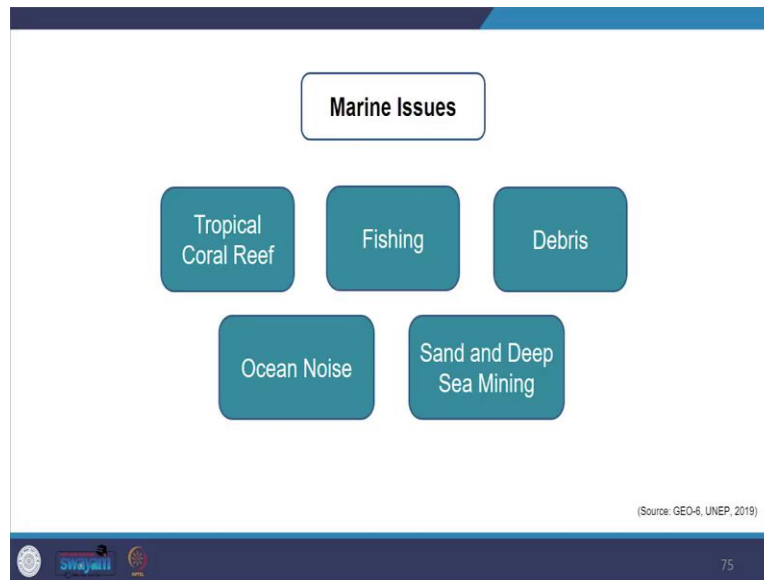 Marine Issues
Tropical
Coral Reef
Fishing
Debris
Ocean Noise
Sand and Deep
Sea Mining
(Source: GEO-6, UNEP, 2019)
swayam
75